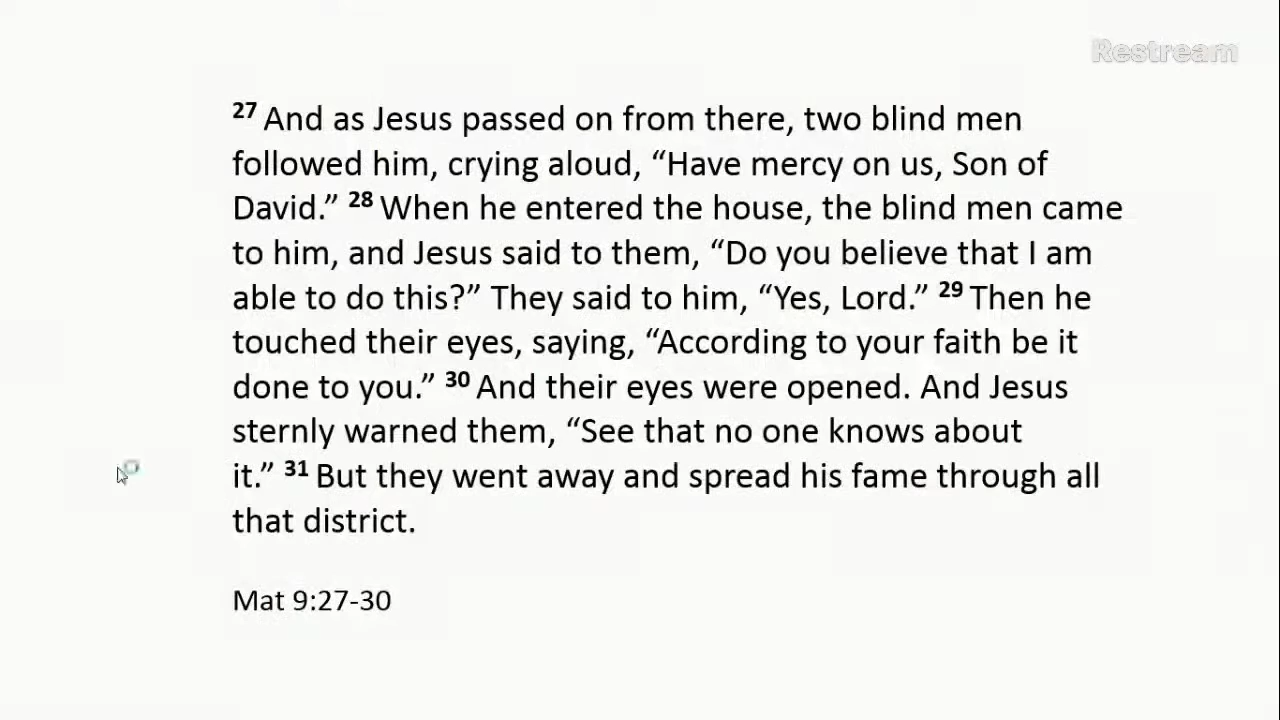 Restream
27 And as Jesus passed on from there, two blind men
followed him, crying aloud, “Have mercy on us, Son of
David.” 28 When he entered the house, the blind men came
to him, and Jesus said to them, “Do you believe that I am
able to do this?” They said to him, “Yes, Lord.” 29 Then he
touched their eyes, saying, “According to your faith be it
done to you.” 30 And their eyes were opened. And Jesus
sternly warned them, “See that no one knows about
it.” 31 But they went away and spread his fame through all
that district.
Mat 9:27-30